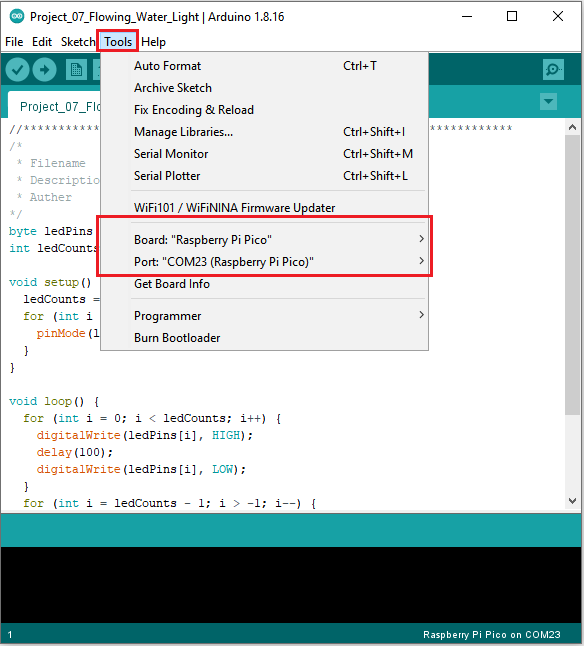 Project_07_Flowing_Water_Light | Arduino 1.8.16
File Edit Sketch Tools Help
Auto Format Ctrl+T
Archive Sketch
Project_07_Flo
Fix Encoding & Reload
//************
Manage Libraries... Ctrl+Shift+I
************
/*
Serial Monitor Ctrl+Shift+M
* Filename
Serial Plotter Ctrl+Shift+L
* Descriptio
* Auther
WiFi101 / WiFiNINA Firmware Updater
*/
byte ledPins
Board: "Raspberry Pi Pico"
int ledCounts
Port: "COM23 (Raspberry Pi Pico)"
void setup()
Get Board Info
ledCounts =
for (int i
Programmer
pinMode(l
Burn Bootloader
}
}
void loop() {
for (int i = 0; i < ledCounts; i++) {
digitalWrite(ledPins[i], HIGH);
delay(100);
digitalWrite(ledPins[i], LOW);
}
for (int i = ledCounts - 1; i > -1; i--) {
1 Raspberry Pi Pico on COM23